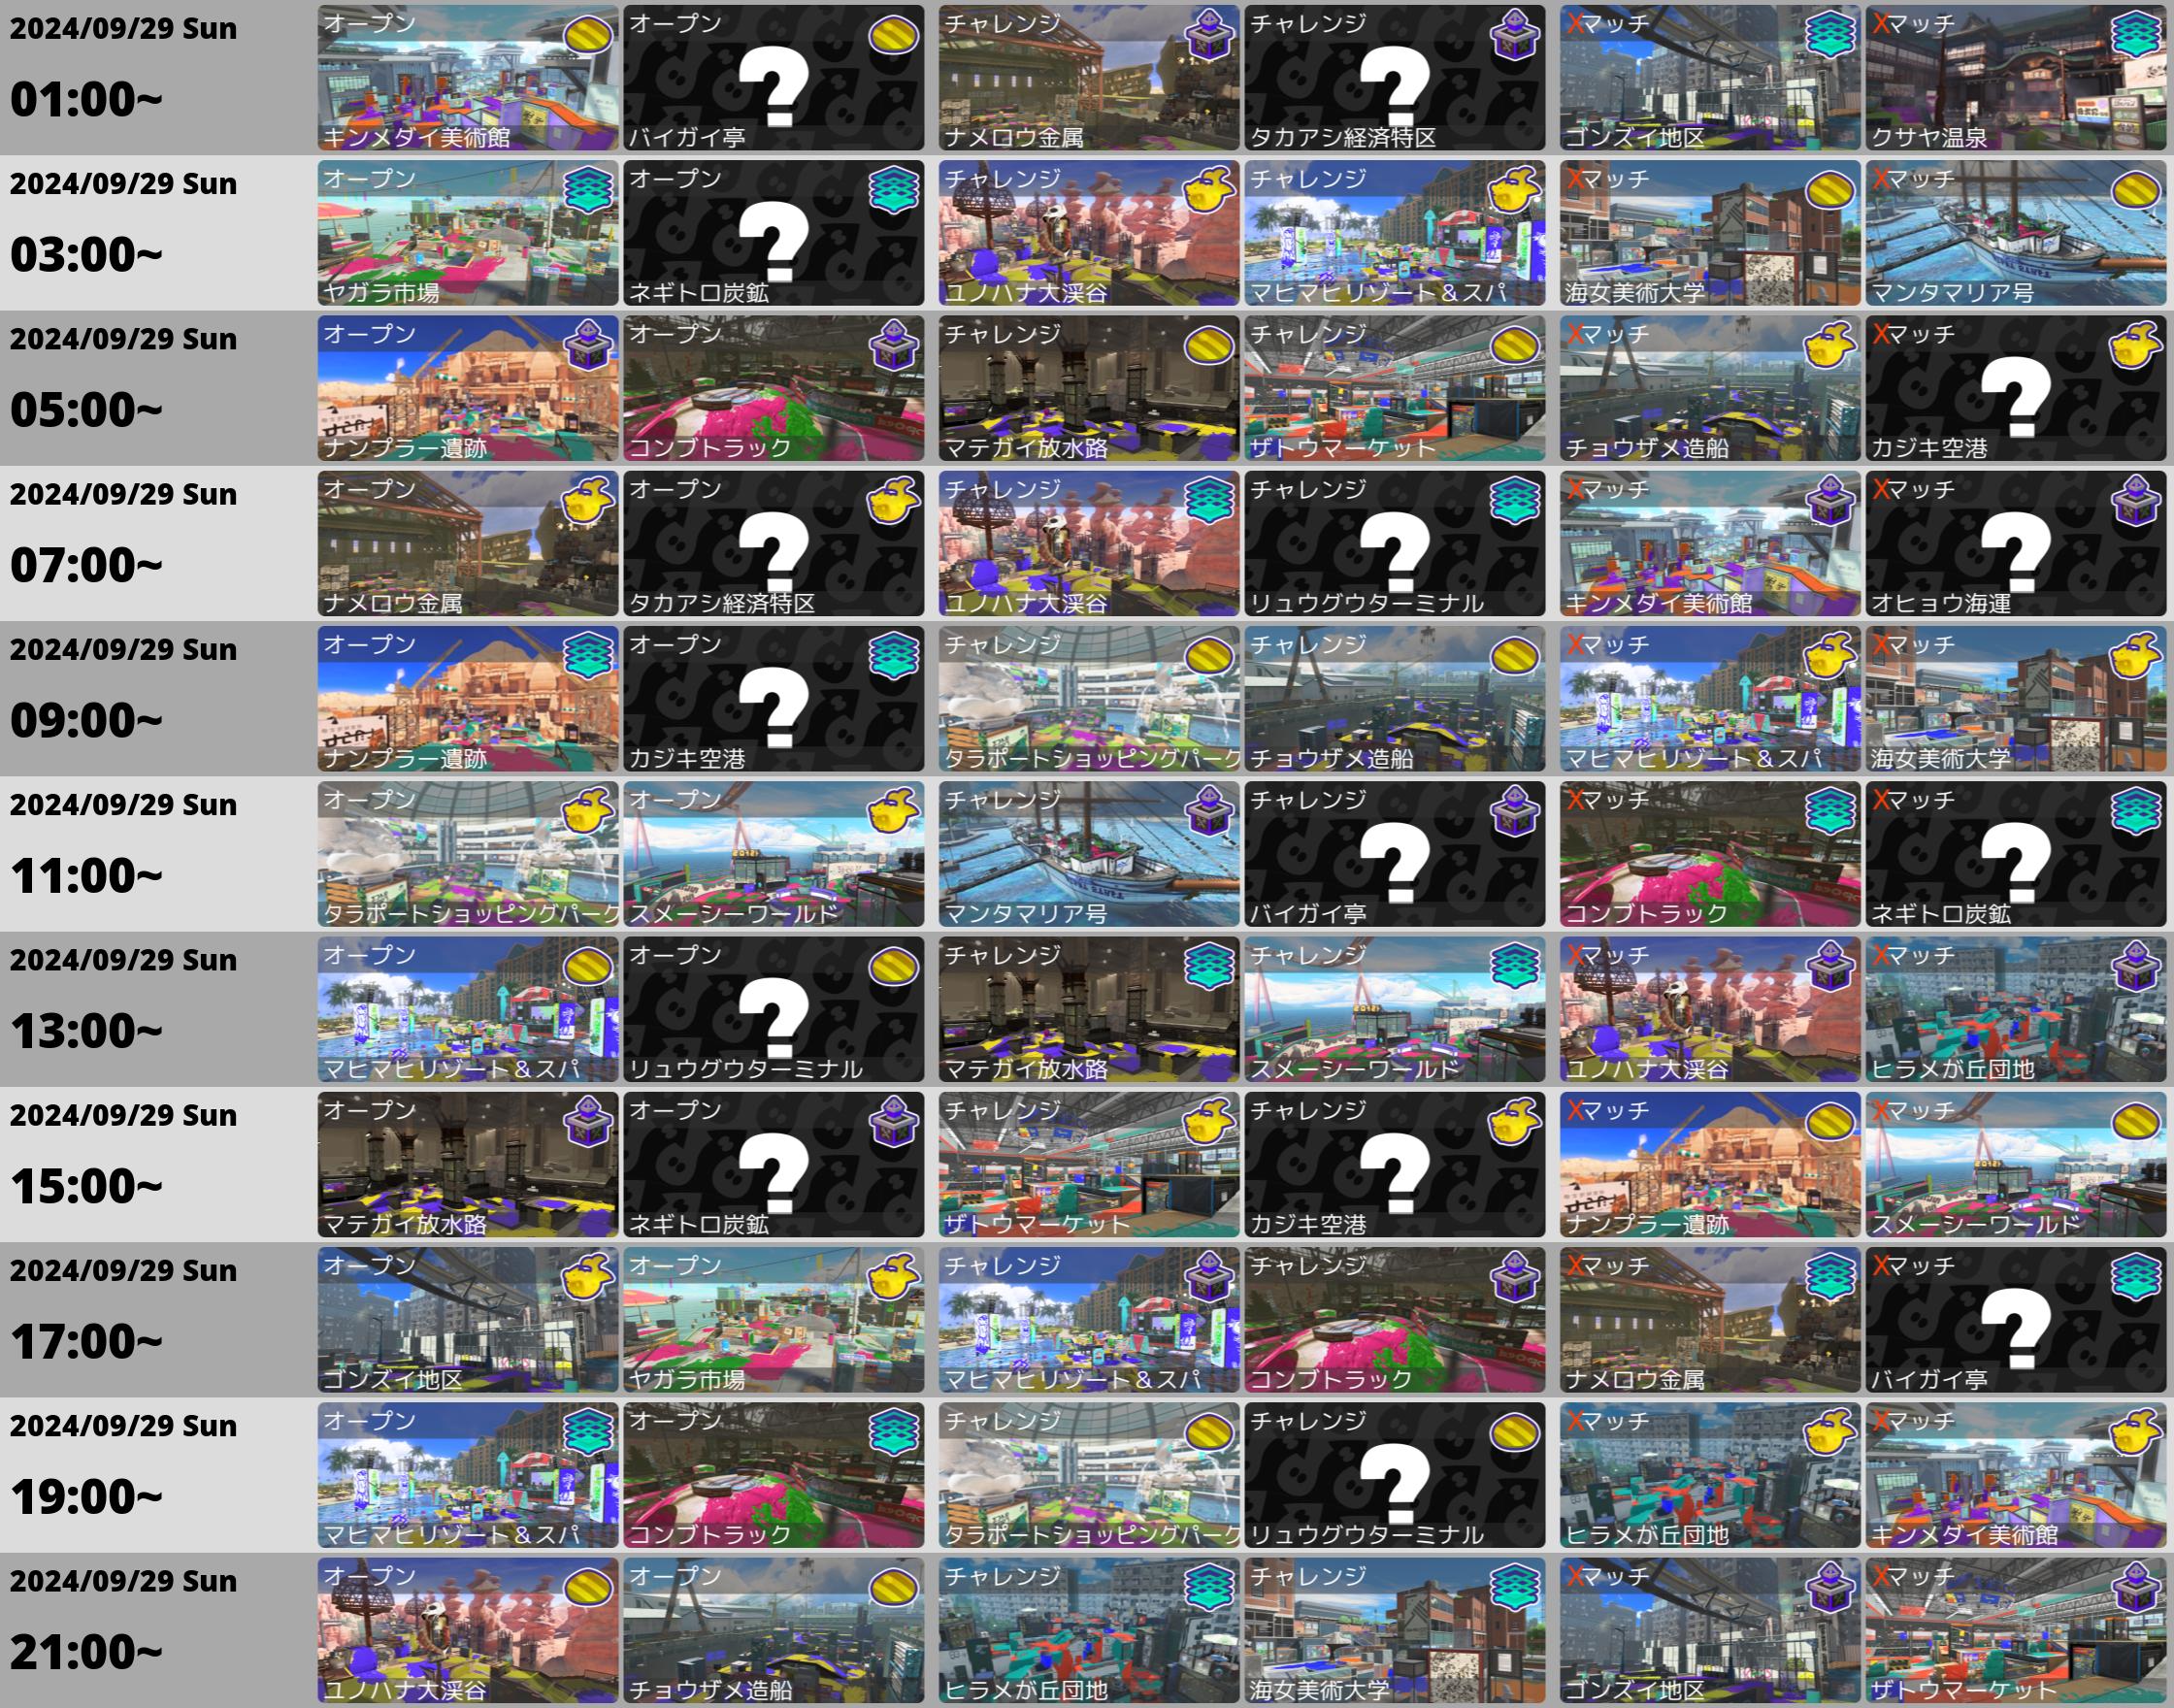 2024/09/29 Sun
01:00~
オープン
キンメダイ美術館
オープン
バイガイ亭
チャレンジ
ナメロウ金属
チャレンジ
タカアシ経済特区
Xマッチ
ゴンズイ地区
Xマッチ
クサヤ温泉
2024/09/29 Sun
03:00~
オープン
ヤガラ市場
オープン
ネギトロ炭鉱
チャレンジ
ユノハナ大渓谷
チャレンジ
マヒマヒリゾート＆スパ
Xマッチ
海女美術大学
Xマッチ
マンタマリア号
2024/09/29 Sun
05:00~
オープン
ナンプラー遺跡
オープン
コンブトラック
チャレンジ
マテガイ放水路
チャレンジ
ザトウマーケット
Xマッチ
チョウザメ造船
Xマッチ
カジキ空港
2024/09/29 Sun
07:00~
オープン
ナメロウ金属
オープン
タカアシ経済特区
チャレンジ
ユノハナ大渓谷
チャレンジ
リュウグウターミナル
Xマッチ
キンメダイ美術館
Xマッチ
オヒョウ海運
2024/09/29 Sun
09:00~
オープン
ナンプラー遺跡
オープン
カジキ空港
チャレンジ
タラポートショッピングパーク
チャレンジ
チョウザメ造船
Xマッチ
マヒマヒリゾート＆スパ
Xマッチ
海女美術大学
2024/09/29 Sun
11:00~
オープン
タラポートショッピングパーク
オープン
スメーシーワールド
チャレンジ
マンタマリア号
チャレンジ
バイガイ亭
Xマッチ
コンブトラック
Xマッチ
ネギトロ炭鉱
2024/09/29 Sun
13:00~
オープン
マヒマヒリゾート＆スパ
オープン
リュウグウターミナル
チャレンジ
マテガイ放水路
チャレンジ
スメーシーワールド
Xマッチ
ユノハナ大渓谷
Xマッチ
ヒラメが丘団地
2024/09/29 Sun
15:00~
オープン
マテガイ放水路
オープン
ネギトロ炭鉱
チャレンジ
ザトウマーケット
チャレンジ
カジキ空港
Xマッチ
ナンプラー遺跡
Xマッチ
スメーシーワールド
2024/09/29 Sun
17:00~
オープン
ゴンズイ地区
オープン
ヤガラ市場
チャレンジ
マヒマヒリゾート＆スパ
チャレンジ
コンブトラック
Xマッチ
ナメロウ金属
Xマッチ
バイガイ亭
2024/09/29 Sun
19:00~
オープン
マヒマヒリゾート＆スパ
オープン
コンブトラック
チャレンジ
タラポートショッピングパーク
チャレンジ
リュウグウターミナル
Xマッチ
ヒラメが丘団地
Xマッチ
キンメダイ美術館
2024/09/29 Sun
21:00~
オープン
ユノハナ大渓谷
オープン
チョウザメ造船
チャレンジ
ヒラメが丘団地
チャレンジ
海女美術大学
Xマッチ
ゴンズイ地区
Xマッチ
ザトウマーケット